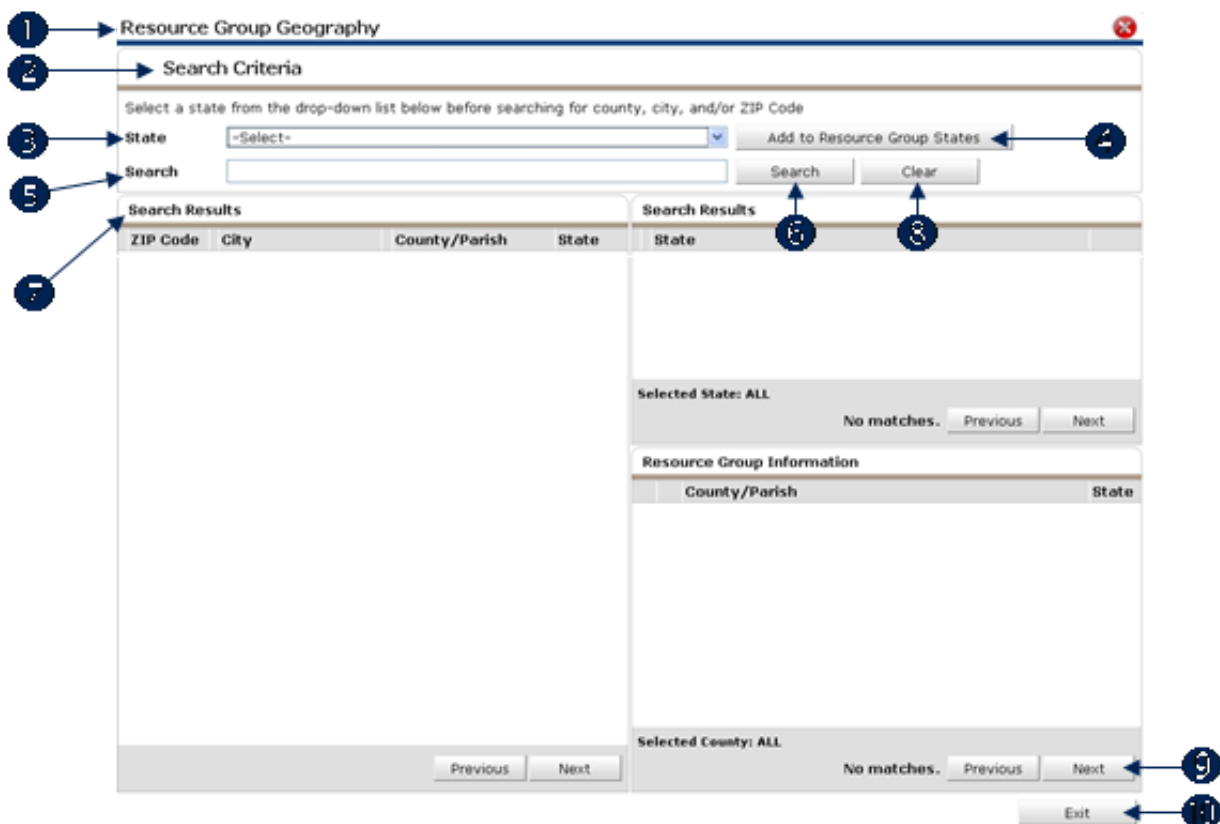 1 Resource Group Geography
2 Search Criteria
Select a state from the drop-down list below before searching for county, city, and/or ZIP Code
3 State -Select- Add to Resource Group States 4
5 Search Search Clear
6 8
7 Search Results
ZIP Code City County/Parish State
Previous Next
Search Results
State
Selected State: ALL
No matches. Previous Next
Resource Group Information
County/Parish State
Selected County: ALL
No matches. Previous Next 9
Exit 10